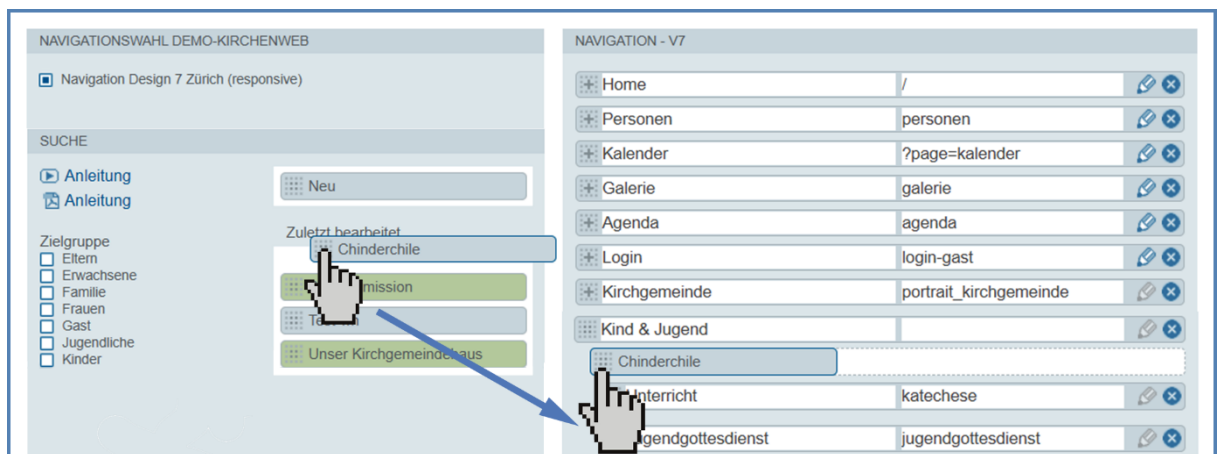 NAVIGATIONSWAHL DEMO-KIRCHENWEB
Navigation Design 7 Zürich (responsive)
SUCHE
Anleitung
Anleitung
Zielgruppe
Eltern
Erwachsene
Familie
Frauen
Gast
Jugendliche
Kinder
Neu
Zuletzt bearbeitet
Chinderchile
Unser Kirchgemeindehaus
NAVIGATION - V7
Home /
Personen personen
Kalender ?page=kalender
Galerie galerie
Agenda agenda
Login login-gast
Kirchgemeinde portrait_kirchgemeinde
Kind & Jugend
Chinderchile
Unterricht katechese
jugendgottesdienst